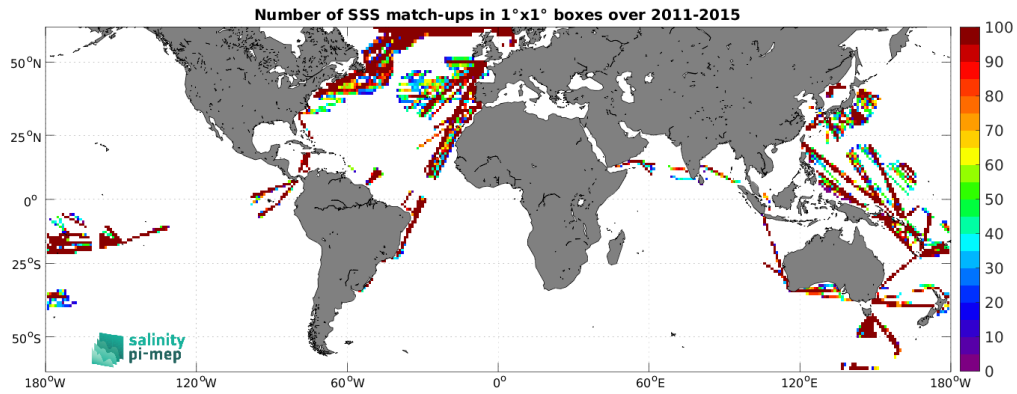 Number of SSS match-ups in 1°x1° boxes over 2011-2015
100
90
80
70
60
50
40
30
20
10
0
50°N
25°N
0°
25°S
50°S
salinity
pi-mep
180°W 120°W 60°W 0° 60°E 120°E 180°W